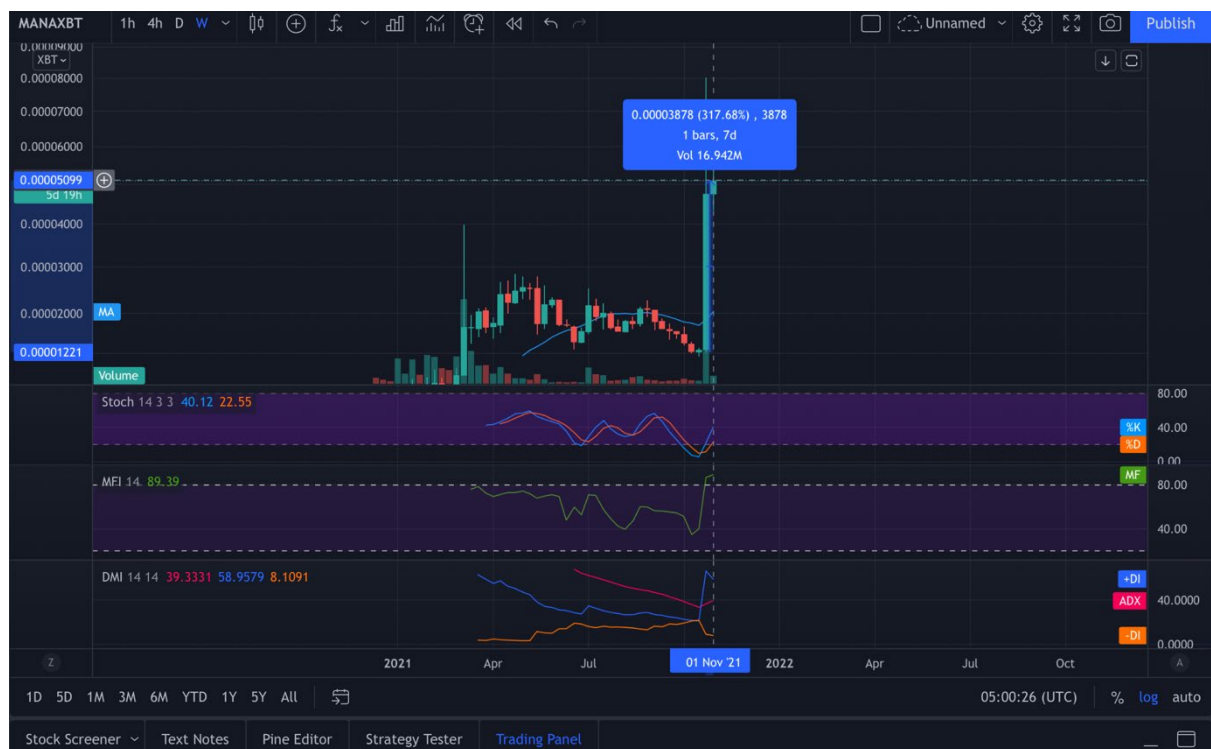 MANAXBT 1h 4h D W Unnamed Publish
0.00009000
XBT
0.00008000
0.00007000
0.00006000
0.00005099
5d 19h
0.00004000
0.00003000
0.00002000
0.00001221
0.00003878 (317.68%) , 3878
1 bars, 7d
Vol 16.942M
MA
Volume
Stoch 14 3 3 40.12 22.55
80.00
%K 40.00
%D
0.00
MFI 14 89.39
MF
80.00
40.00
DMI 14 14 39.3331 58.9579 8.1091
+DI
ADX 40.0000
-DI
0.0000
Z 2021 Apr Jul 01 Nov '21 2022 Apr Jul Oct A
1D 5D 1M 3M 6M YTD 1Y 5Y All 05:00:26 (UTC) % log auto
Stock Screener Text Notes Pine Editor Strategy Tester Trading Panel